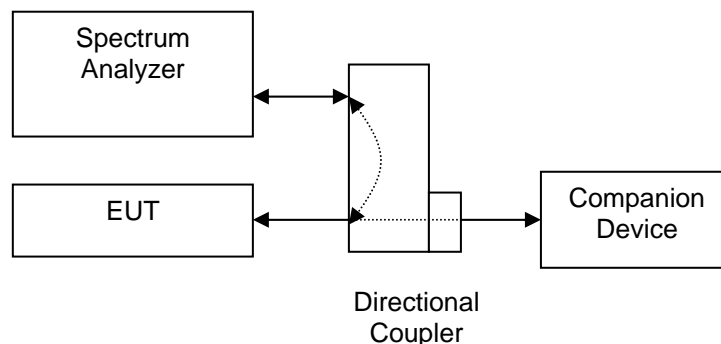 Spectrum
Analyzer
EUT
Companion
Device
Directional
Coupler